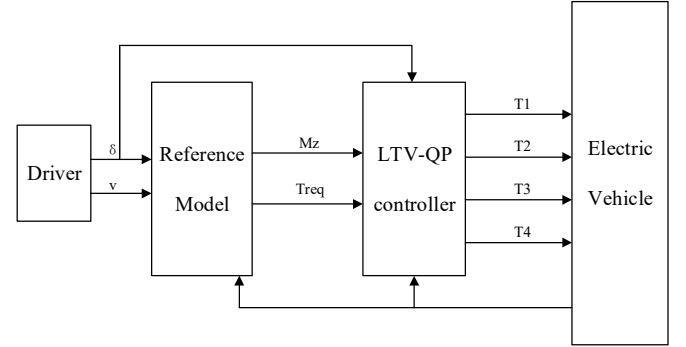 Driver
δ
v
Reference
Model
Mz
Treq
LTV-QP
controller
T1
T2
T3
T4
Electric
Vehicle